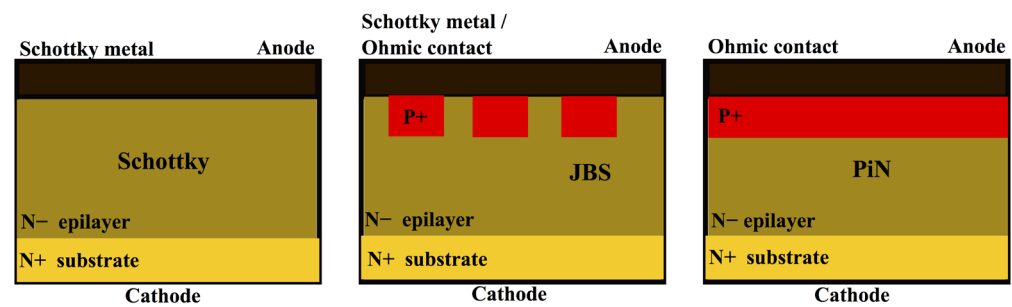 Schottky metal Anode
Schottky
N− epilayer
N+ substrate
Cathode
Schottky metal /
Ohmic contact Anode
P+
JBS
N− epilayer
N+ substrate
Cathode
Ohmic contact Anode
P+
PiN
N− epilayer
N+ substrate
Cathode